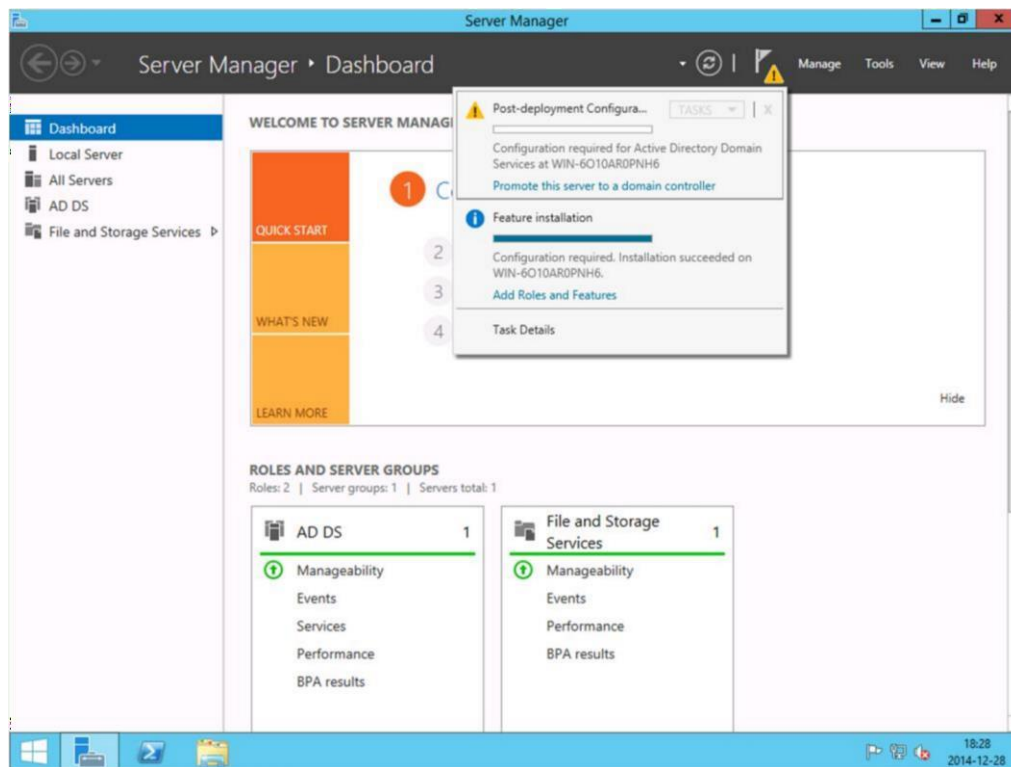 Server Manager
Server Manager • Dashboard
Manage Tools View Help
Dashboard
Local Server
All Servers
AD DS
File and Storage Services
WELCOME TO SERVER MANAG
Post-deployment Configura...
TASKS
X
Configuration required for Active Directory Domain
Services at WIN-6O10AR0PNH6
Promote this server to a domain controller
Feature installation
Configuration required. Installation succeeded on
WIN-6O10AR0PNH6.
Add Roles and Features
Task Details
1 Co
QUICK START
2
3
WHAT'S NEW
4
LEARN MORE
Hide
ROLES AND SERVER GROUPS
Roles: 2 | Server groups: 1 | Servers total: 1
AD DS 1
Manageability
Events
Services
Performance
BPA results
File and Storage
Services 1
Manageability
Events
Performance
BPA results
18:28
2014-12-28